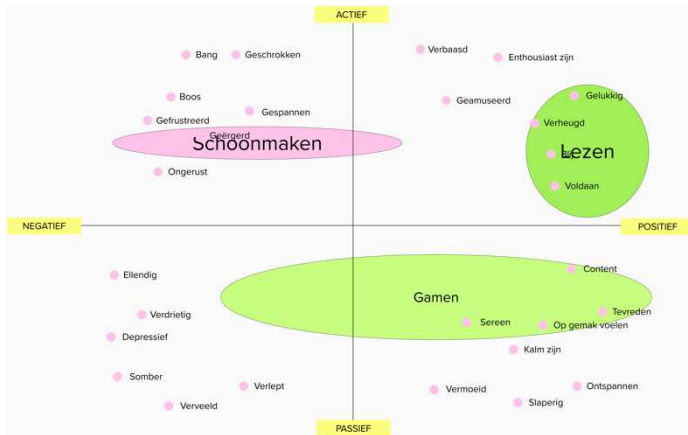 ACTIEF
Verbaasd
Bang
Geschrokken
Enthousiast zijn
Boos
Gelukkig
Geamuseerd
Gespannen
Gefrustreerd
Verheugd
Geërgerd
Schoonmaken
Lezen
Ongerust
Voldaan
NEGATIEF
POSITIEF
Ellendig
Content
Gamen
Verdrietig
Tevreden
Sereen
Op gemak voelen
Depressief
Kalm zijn
Somber
Verlept
Vermoeid
Ontspannen
Verveeld
Slaperig
PASSIEF